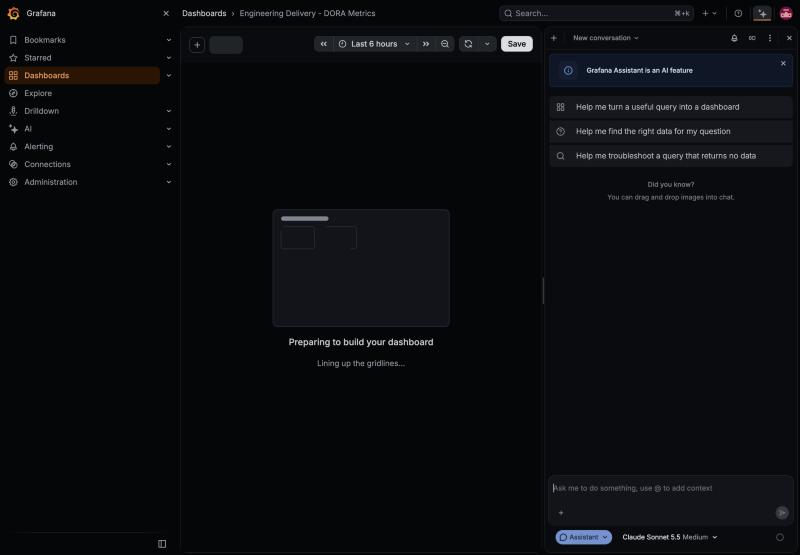 Grafana
Dashboards › Engineering Delivery - DORA Metrics
Search...
⌘+k
Bookmarks
Starred
Dashboards
Explore
Drilldown
AI
Alerting
Connections
Administration
Last 6 hours
Save
Preparing to build your dashboard
Lining up the gridlines...
New conversation
Grafana Assistant is an AI feature
Help me turn a useful query into a dashboard
Help me find the right data for my question
Help me troubleshoot a query that returns no data
Did you know?
You can drag and drop images into chat.
Ask me to do something, use @ to add context
Assistant
Claude Sonnet 5.5 Medium